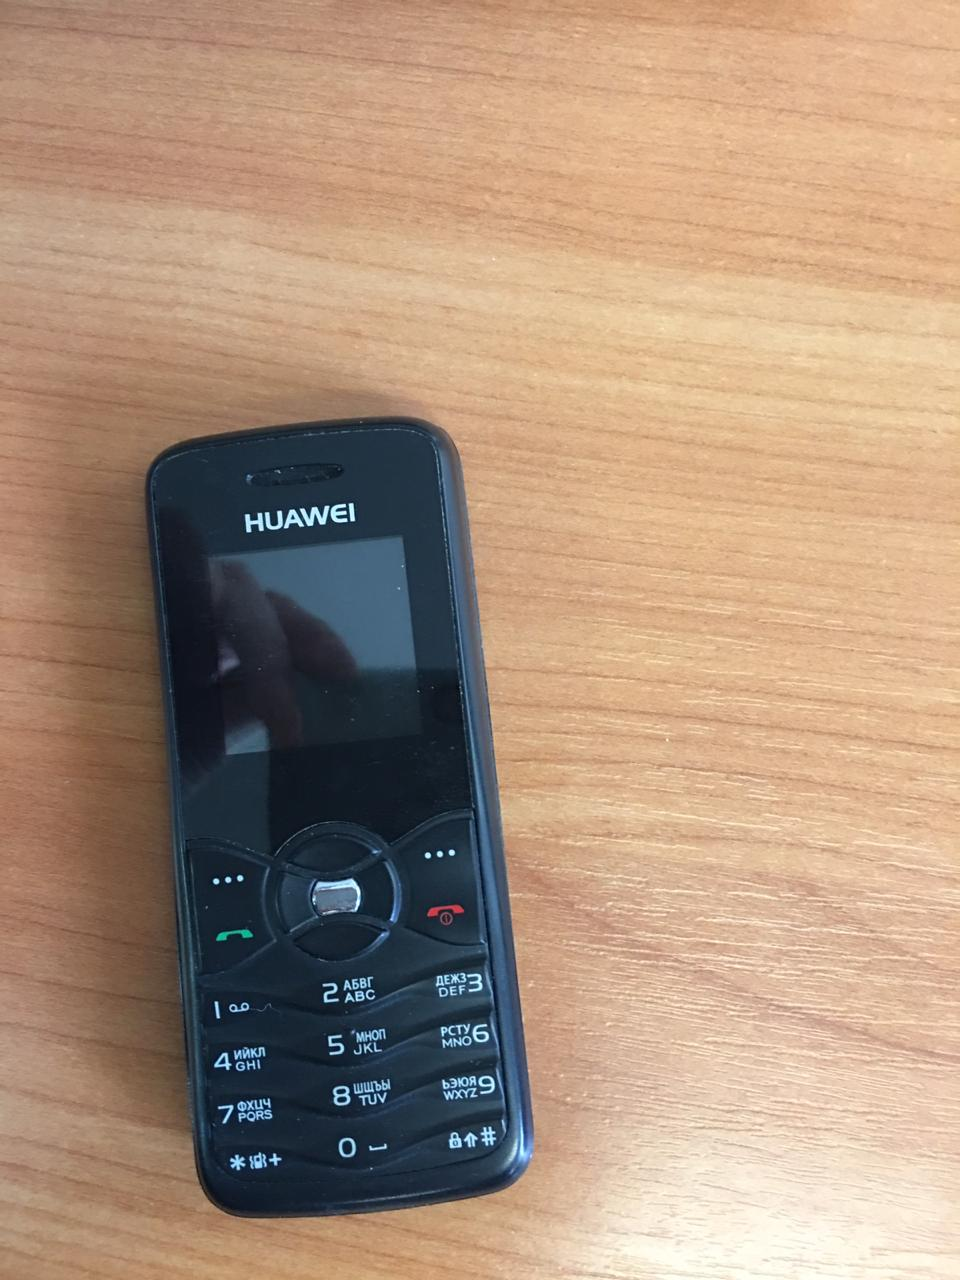 HUAWEI
1
2 АБВГ
ABC
ДЕЖЗ 3
DEF
4 ИЙКЛ
GHI
5 МНОП
JKL
РСТУ 6
MNO
7 ФХЦЧ
PQRS
8 ШЩЪЫ
TUV
ЬЭЮЯ 9
WXYZ
* +
0
#